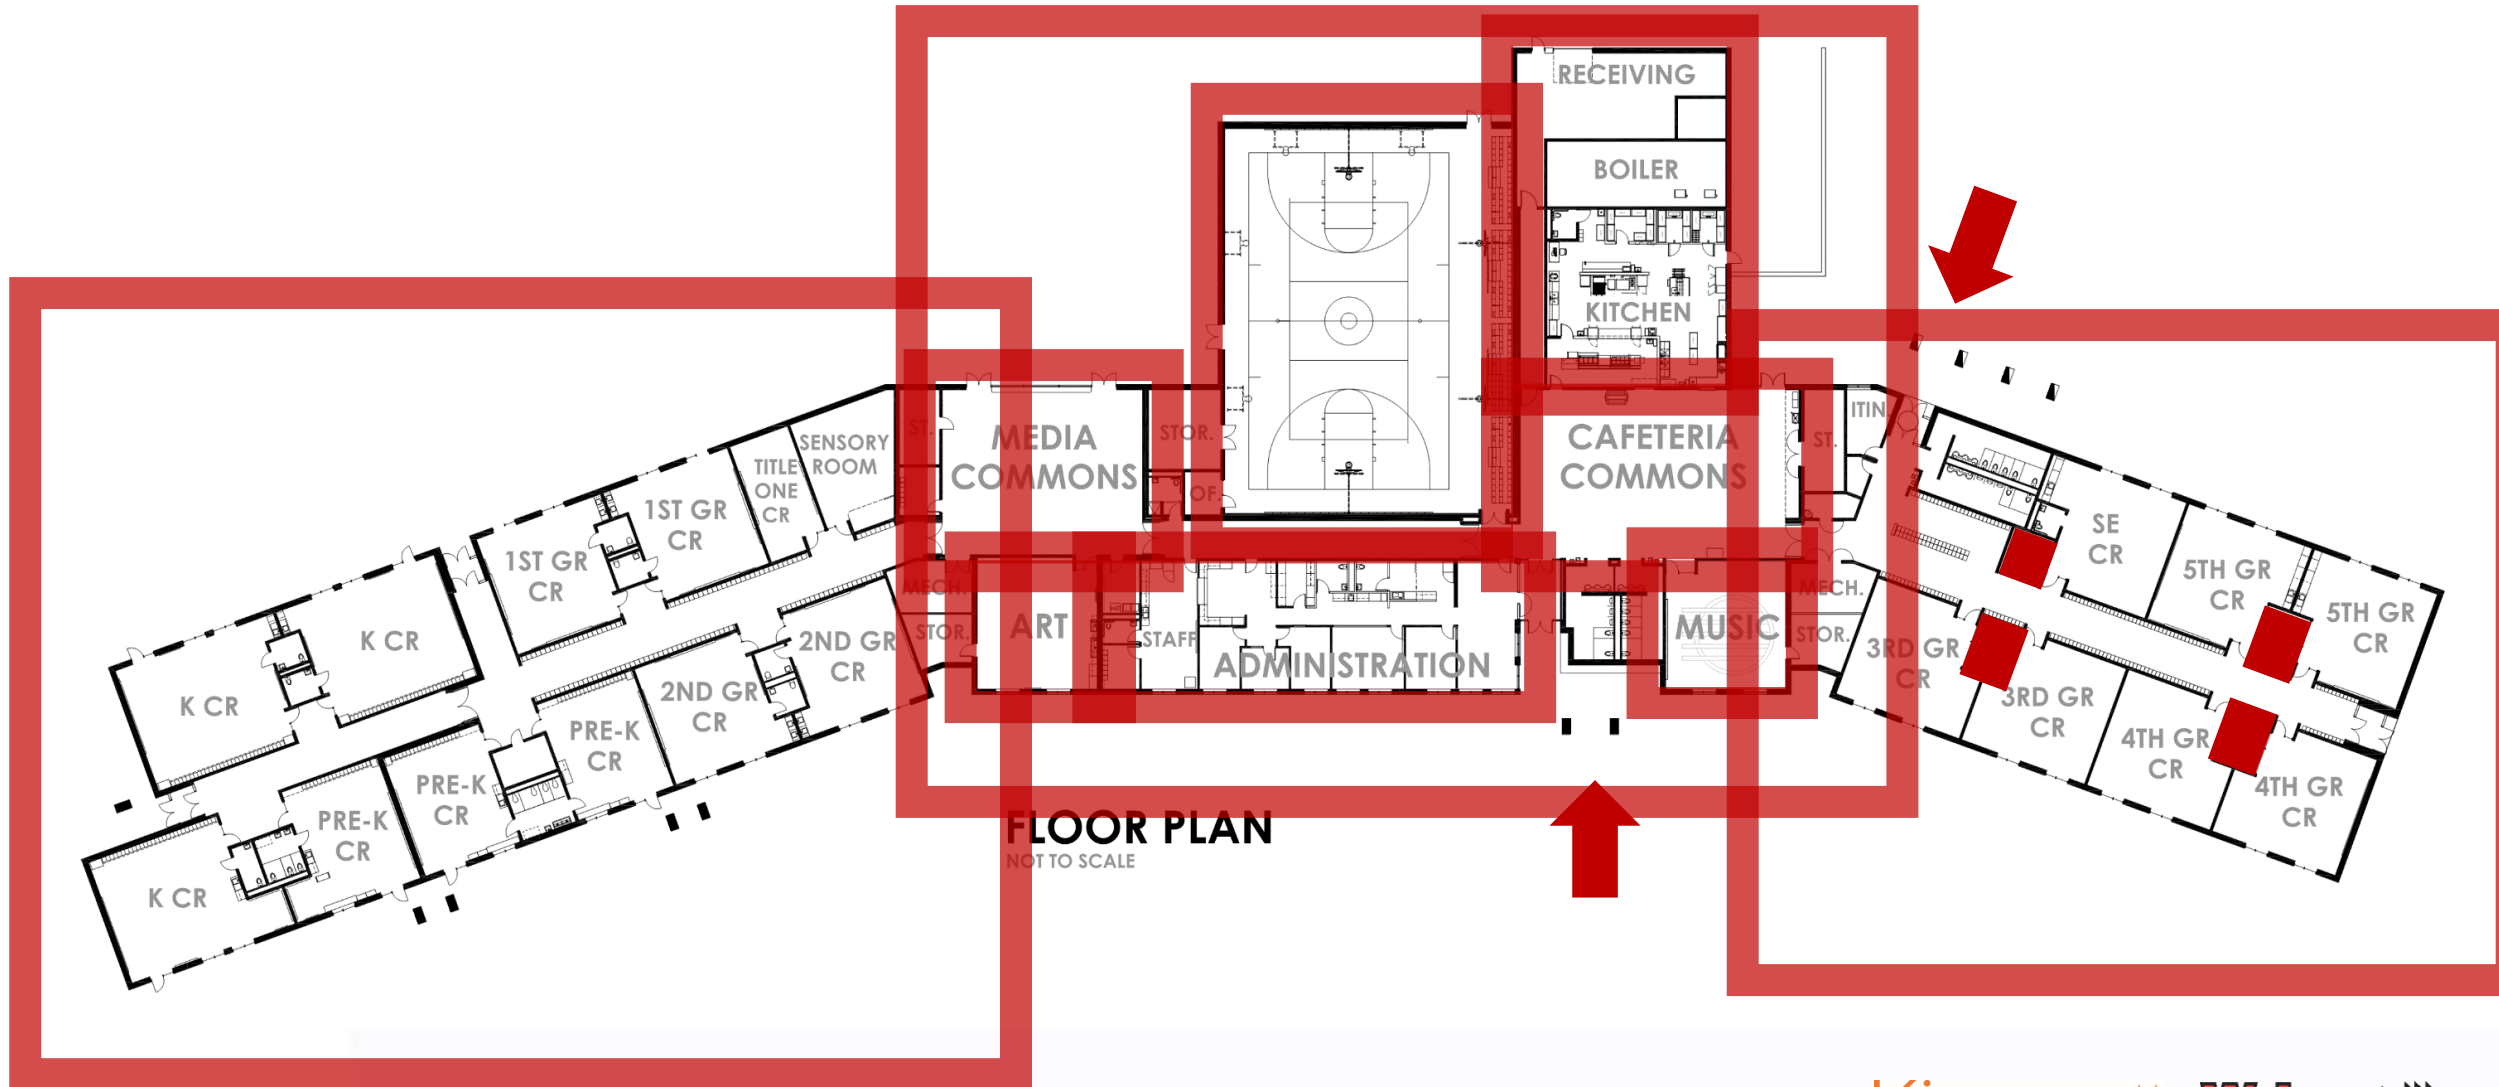 RECEIVING
BOILER
KITCHEN
SENSORY
ROOM
TITLE
ONE
CR
ST.
MEDIA
COMMONS
STOR.
OF.
CAFETERIA
COMMONS
ST.
ITIN
1ST GR
CR
1ST GR
CR
K CR
K CR
2ND GR
CR
2ND GR
CR
PRE-K
CR
PRE-K
CR
PRE-K
CR
K CR
MECH.
STOR.
ART
STAFF
ADMINISTRATION
MUSIC
MECH.
STOR.
SE
CR
5TH GR
CR
5TH GR
CR
3RD GR
CR
3RD GR
CR
4TH GR
CR
4TH GR
CR
FLOOR PLAN
NOT TO SCALE